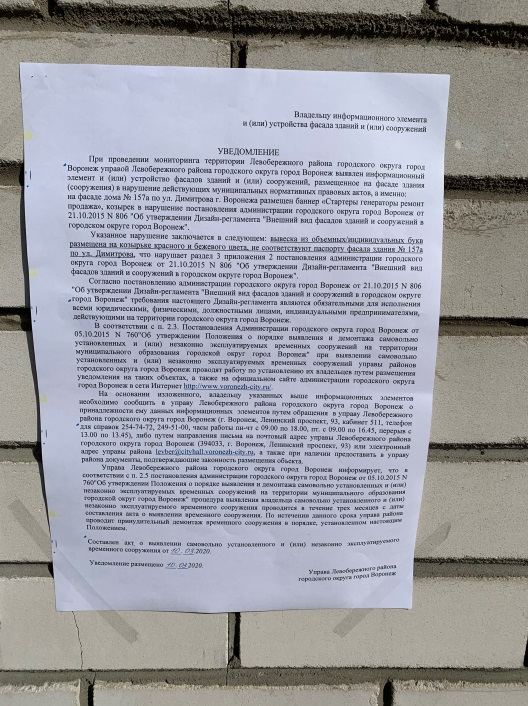 Владельцу информационного элемента
и (или) устройства фасада зданий и (или) сооружений
УВЕДОМЛЕНИЕ
При проведении мониторинга территории Левобережного района городского округа город
Воронеж управой Левобережного района городского округа город Воронеж выявлен информационный
элемент и (или) устройство фасадов зданий и (или) сооружений, размещенное на фасаде здания
(сооружения) в нарушение действующих муниципальных нормативных правовых актов, а именно:
на фасаде дома № 157а по ул. Димитрова г. Воронежа размещен баннер «Стартеры генераторы ремонт
продажа», козырек в нарушение постановления администрации городского округа город Воронеж от
21.10.2015 N 806 "Об утверждении Дизайн-регламента "Внешний вид фасадов зданий и сооружений в
городском округе город Воронеж".
Указанное нарушение заключается в следующем: вывеска из объемных/индивидуальных букв
размещена на козырьке красного и бежевого цвета, не соответствуют паспорту фасада здания № 157а
по ул. Димитрова, что нарушает раздел 3 приложения 2 постановления администрации городского
округа город Воронеж от 21.10.2015 N 806 "Об утверждении Дизайн-регламента "Внешний вид
фасадов зданий и сооружений в городском округе город Воронеж".
Согласно постановлению администрации городского округа город Воронеж от 21.10.2015 N 806
"Об утверждении Дизайн-регламента "Внешний вид фасадов зданий и сооружений в городском округе
город Воронеж" требования настоящего Дизайн-регламента являются обязательными для исполнения
всеми юридическими, физическими, должностными лицами, индивидуальными предпринимателями,
действующими на территории городского округа город Воронеж.
В соответствии с п. 2.3. Постановления Администрации городского округа город Воронеж от
05.10.2015 N 760"Об утверждении Положения о порядке выявления и демонтажа самовольно
установленных и (или) незаконно эксплуатируемых временных сооружений на территории
муниципального образования городской округ город Воронеж" при выявлении самовольно
установленных и (или) незаконно эксплуатируемых временных сооружений управы районов
городского округа город Воронеж проводят работу по установлению их владельцев путем размещения
уведомления на таких объектах, а также на официальном сайте администрации городского округа
город Воронеж в сети Интернет http://www.voronezh-city.ru/.
На основании изложенного, владельцу указанных выше информационных элементов
необходимо сообщить в управу Левобережного района городского округа город Воронеж о
принадлежности ему данных информационных элементов путем обращения в управу Левобережного
района городского округа город Воронеж (г. Воронеж, Ленинский проспект, 93, кабинет 511, телефон
для справок 254-74-72, 249-51-00, часы работы пн-чт с 09.00 по 18.00, пт. с 09.00 по 16.45, перерыв с
13.00 по 13.45), либо путем направления письма на почтовый адрес управы Левобережного района
городского округа город Воронеж (394033, г. Воронеж, Ленинский проспект, 93) или электронный
адрес управы района levber@cityhall.voronezh-city.ru, а также при наличии предоставить в управу
района документы, подтверждающие законность размещения объекта.
Управа Левобережного района городского округа город Воронеж информирует, что в
соответствии с п. 2.5 постановления администрации городского округа город Воронеж от 05.10.2015 N
760"Об утверждении Положения о порядке выявления и демонтажа самовольно установленных и (или)
незаконно эксплуатируемых временных сооружений на территории муниципального образования
городской округ город Воронеж" процедура выявления владельца самовольно установленного и (или)
незаконно эксплуатируемого временного сооружения проводится в течение трех месяцев с даты
составления акта о выявлении временного сооружения. По истечении данного срока управа района
проводит принудительный демонтаж временного сооружения в порядке, установленном настоящим
Положением.
Составлен акт о выявлении самовольно установленного и (или) незаконно эксплуатируемого
временного сооружения от 10.03.2020.
Уведомление размещено 10.04.2020.
Управа Левобережного района
городского округа город Воронеж